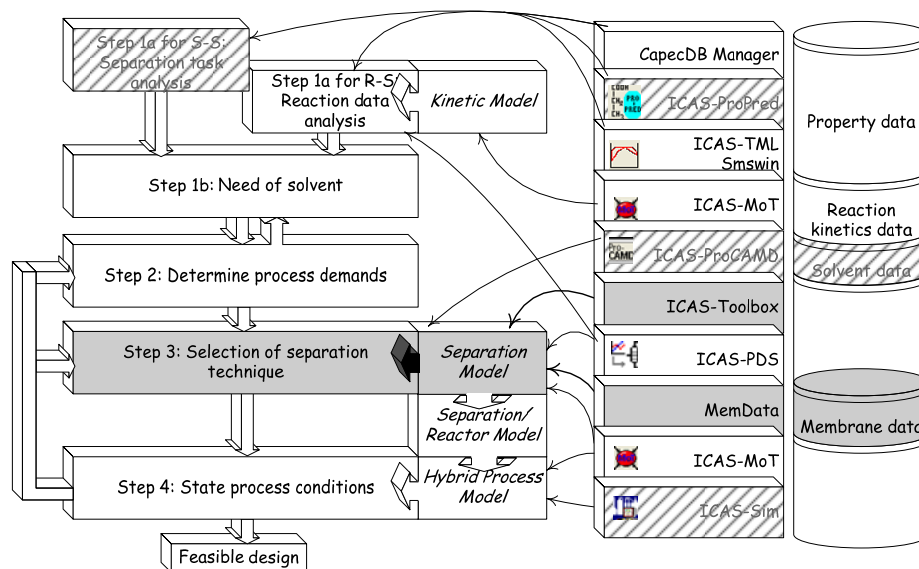 Step 1a for S-S:
Separation task
analysis
Step 1a for R-S
Reaction data
analysis
Kinetic Model
Step 1b: Need of solvent
Step 2: Determine process demands
Step 3: Selection of separation
technique
Separation
Model
Separation/
Reactor Model
Step 4: State process conditions
Hybrid Process
Model
Feasible design
CapecDB Manager
ICAS-ProPred
ICAS-TML
Smswin
ICAS-MoT
ICAS-ProCAMD
ICAS-Toolbox
ICAS-PDS
MemData
ICAS-MoT
ICAS-Sim
Property data
Reaction
kinetics data
Solvent data
Membrane data